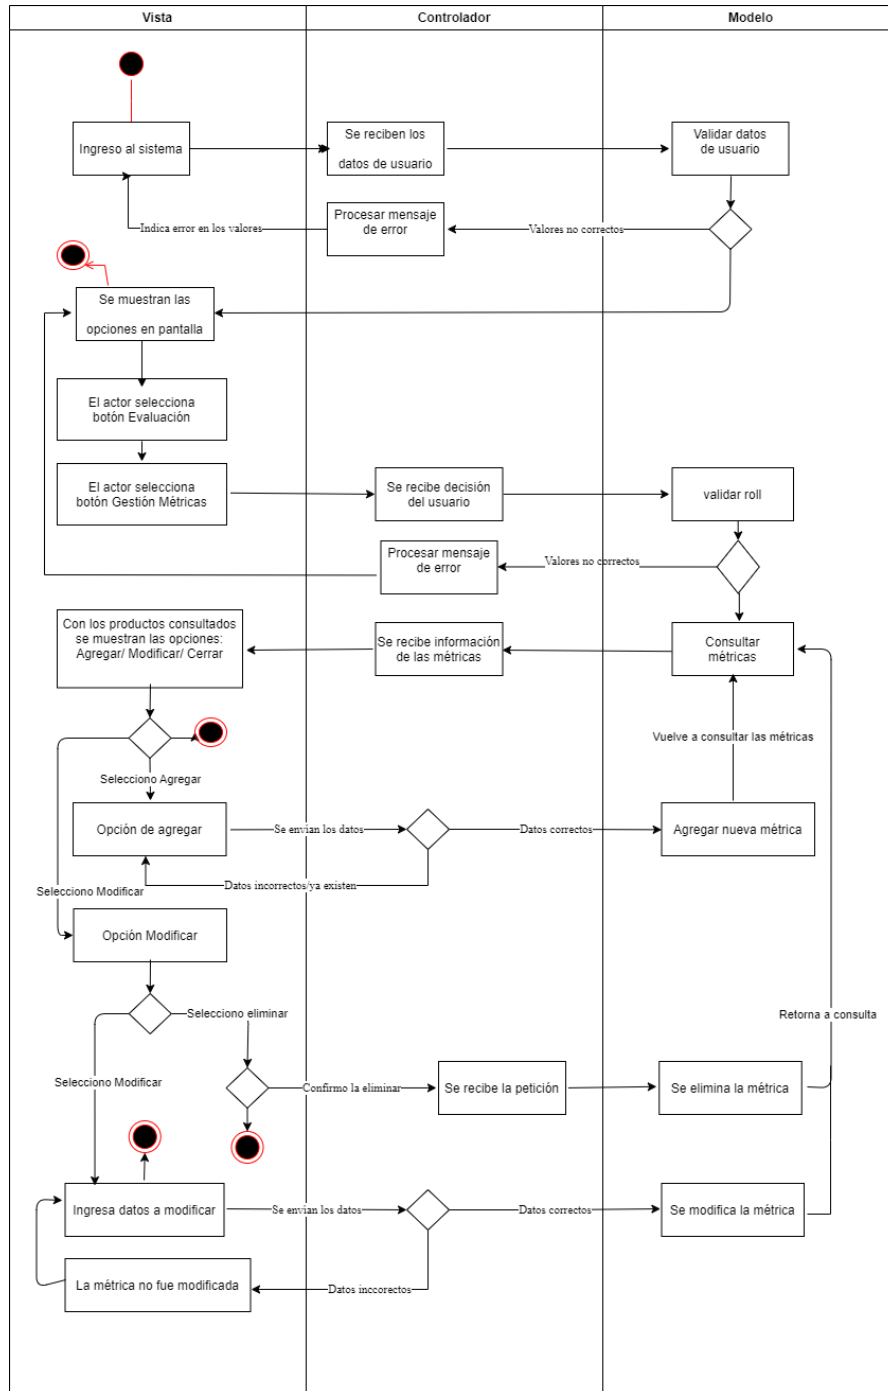 Vista
Controlador
Modelo
Ingreso al sistema
Se reciben los
datos de usuario
Validar datos
de usuario
Procesar mensaje
de error
Indica error en los valores
Valores no correctos
Se muestran las
opciones en pantalla
El actor selecciona
botón Evaluación
El actor selecciona
botón Gestión Métricas
Se recibe decisión
del usuario
validar roll
Procesar mensaje
de error
Valores no correctos
Con los productos consultados
se muestran las opciones:
Agregar/ Modificar/ Cerrar
Se recibe información
de las métricas
Consultar
métricas
Vuelve a consultar las métricas
Selecciono Agregar
Opción de agregar
Se envían los datos
Datos correctos
Agregar nueva métrica
Datos incorrectos/ya existen
Selecciono Modificar
Opción Modificar
Selecciono eliminar
Retorna a consulta
Selecciono Modificar
Confirmo la eliminar
Se recibe la petición
Se elimina la métrica
Ingresa datos a modificar
Se envían los datos
Datos correctos
Se modifica la métrica
La métrica no fue modificada
Datos inccorectos